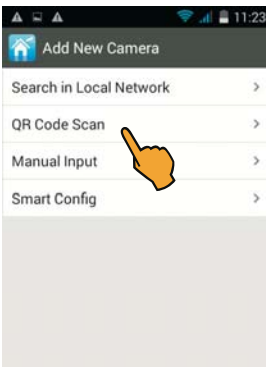 11:23
Add New Camera
Search in Local Network
QR Code Scan
Manual Input
Smart Config